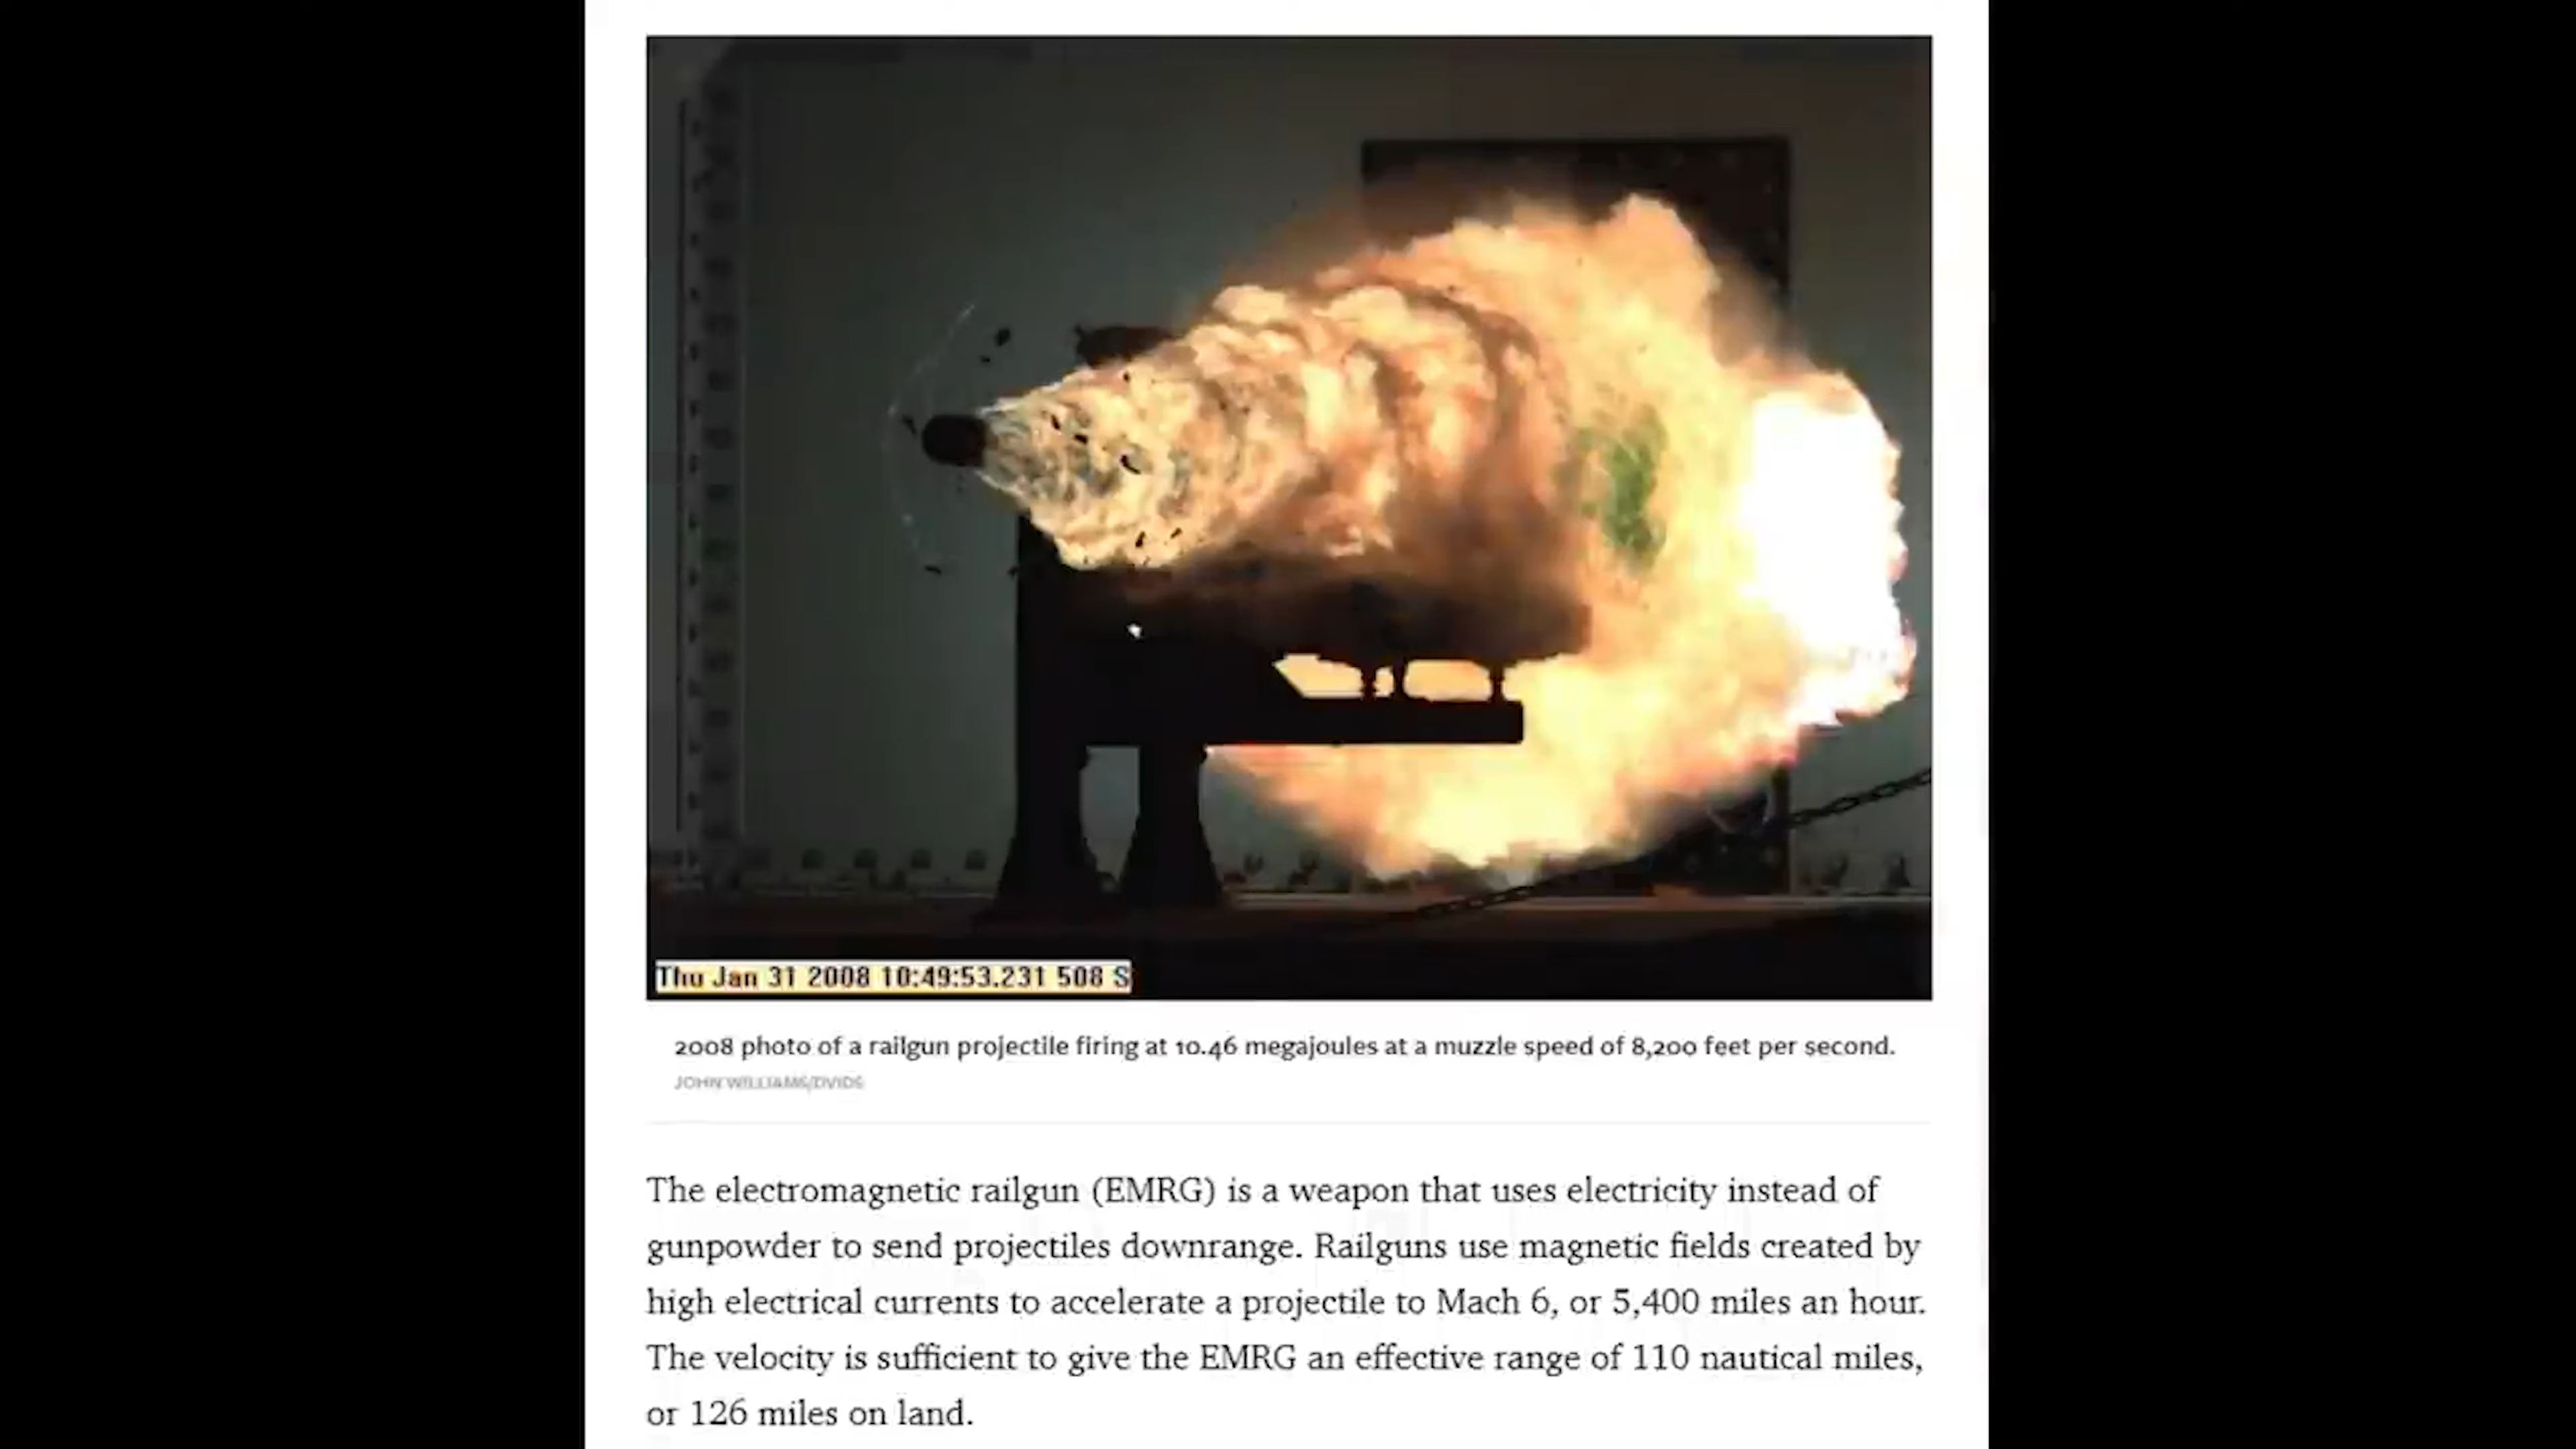 Thu Jan 31 2008 10:49:53.231 508 S
2008 photo of a railgun projectile firing at 10.46 megajoules at a muzzle speed of 8,200 feet per second.
JOHN WILLIAMS/DVIDS
The electromagnetic railgun (EMRG) is a weapon that uses electricity instead of
gunpowder to send projectiles downrange. Railguns use magnetic fields created by
high electrical currents to accelerate a projectile to Mach 6, or 5,400 miles an hour.
The velocity is sufficient to give the EMRG an effective range of 110 nautical miles,
or 126 miles on land.